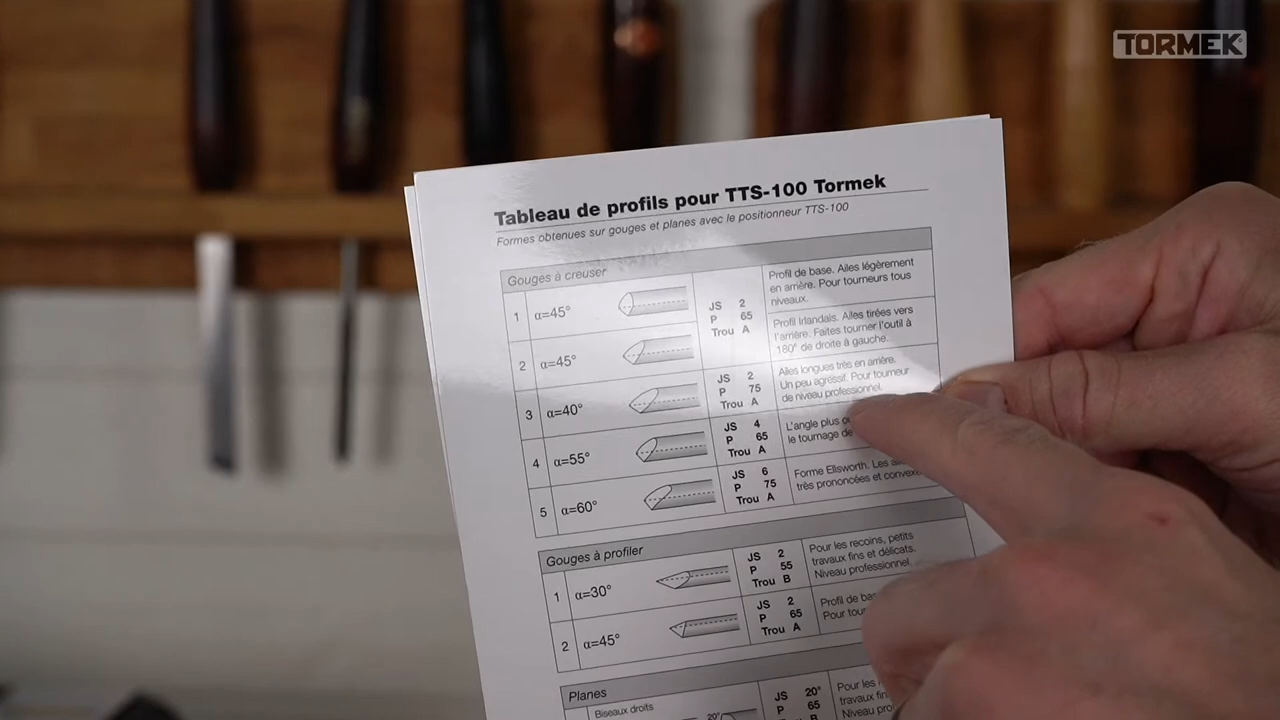 TORMEK
Tableau de profils pour TTS-100 Tormek
Formes obtenues sur gouges et planes avec le positionneur TTS-100
Gouges à creuser
1 α=45°
JS 2
P 65
Trou A
Profil de base. Ailes légèrement
en arrière. Pour tourneurs tous
niveaux.
2 α=45°
Profil Irlandais. Ailes tirées vers
l'arrière. Faites tourner l'outil à
180° de droite à gauche.
3 α=40°
JS 2
P 75
Trou A
Ailes longues très en arrière.
Un peu agressif. Pour tourneur
de niveau professionnel.
4 α=55°
JS 4
P 65
Trou A
L'angle plus
le tournage de
5 α=60°
JS 6
P 75
Trou A
Forme Ellsworth. Les
très prononcées et
Gouges à profiler
1 α=30°
JS 2
P 55
Trou B
Pour les recoins, petits
travaux fins et délicats.
Niveau professionnel.
2 α=45°
JS 2
P 65
Trou A
Profil de
Pour
Planes
Biseaux droits
20°
JS 20°
P 65
B
Pour les
travaux
Niveau